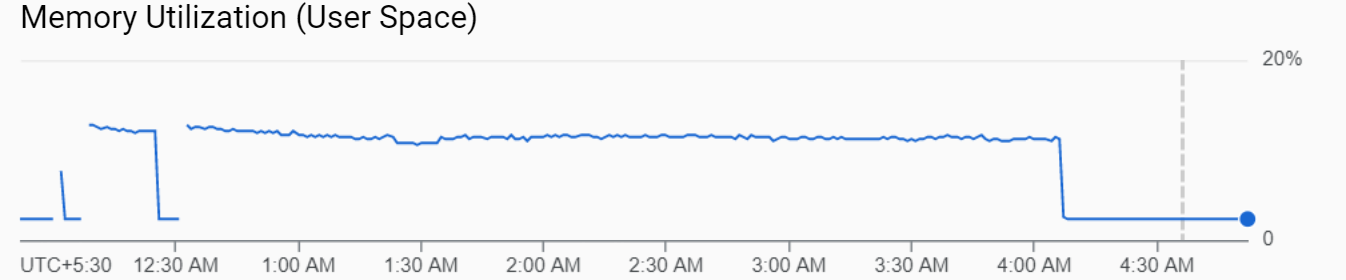 Memory Utilization (User Space)
20%
0
UTC+5:30 12:30 AM 1:00 AM 1:30 AM 2:00 AM 2:30 AM 3:00 AM 3:30 AM 4:00 AM 4:30 AM